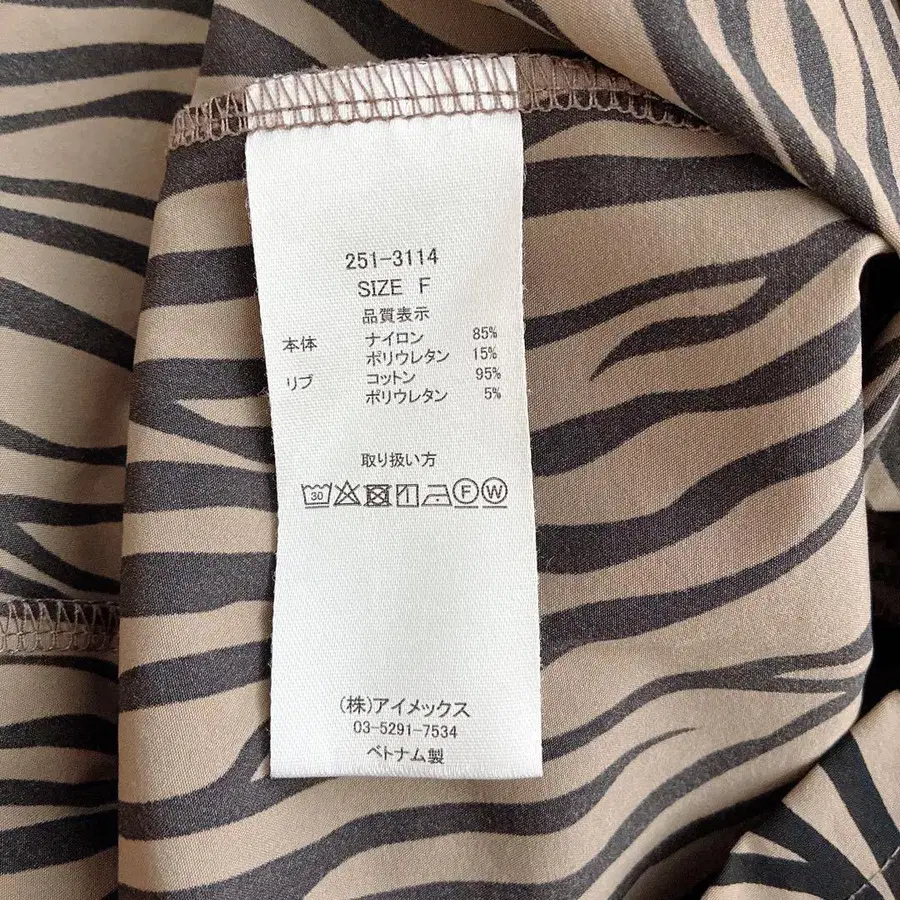 251-3114
SIZE F
品質表示
本体 ナイロン 85%
ポリウレタン 15%
リブ コットン 95%
ポリウレタン 5%
取り扱い方
30 F W
(株)アイメックス
03-5291-7534
ベトナム製